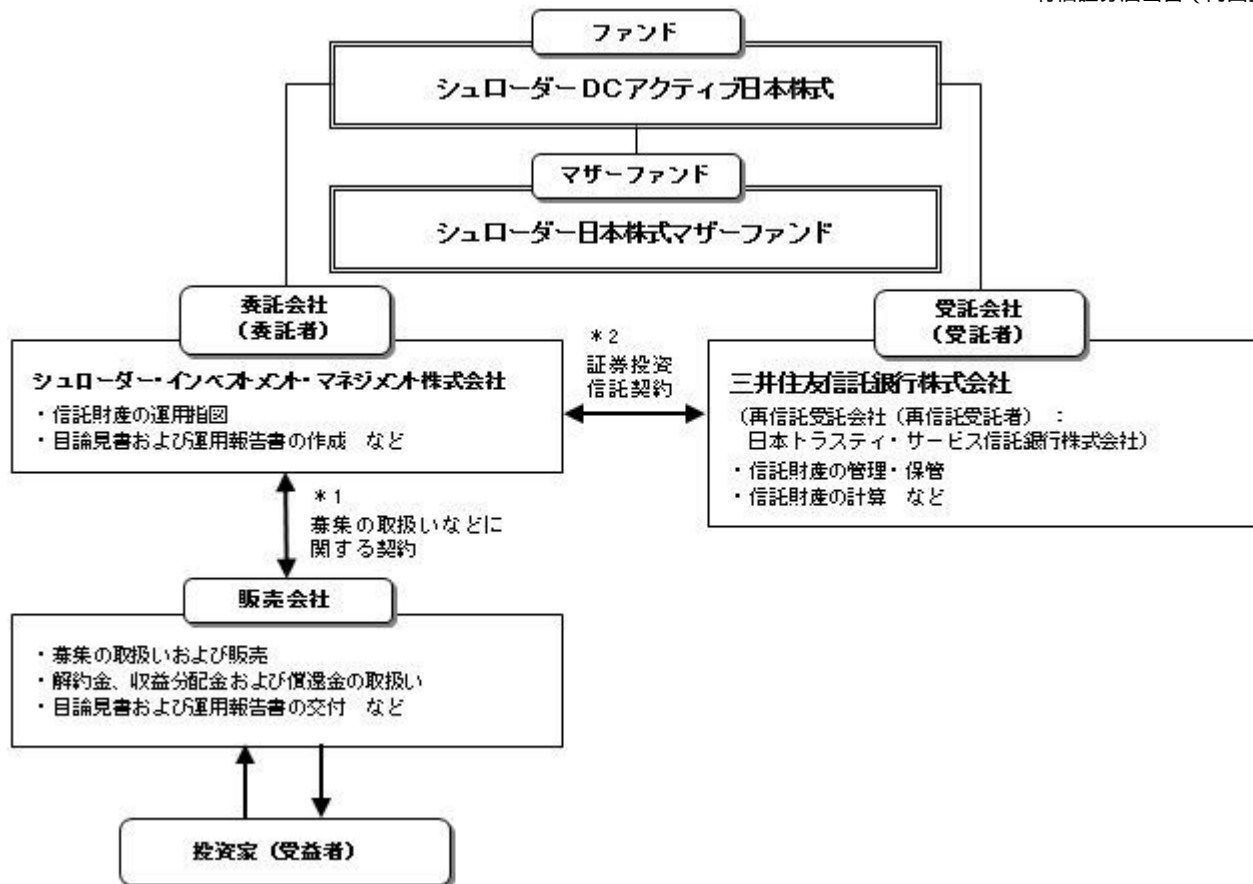 ファンド
シュローダーDCアクティブ日本株式
マザーファンド
シュローダー日本株式マザーファンド
委託会社
(委託者)
シュローダー・インベストメント・マネジメント株式会社
・信託財産の運用指図
・目論見書および運用報告書の作成 など
*2
証券投資
信託契約
受託会社
(受託者)
三井住友信託銀行株式会社
(再信託受託会社(再信託受託者) :
日本トラスティ・サービス信託銀行株式会社)
・信託財産の管理・保管
・信託財産の計算 など
*1
募集の取扱いなどに
関する契約
販売会社
・募集の取扱いおよび販売
・解約金、収益分配金および償還金の取扱い
・目論見書および運用報告書の交付 など
投資家(受益者)